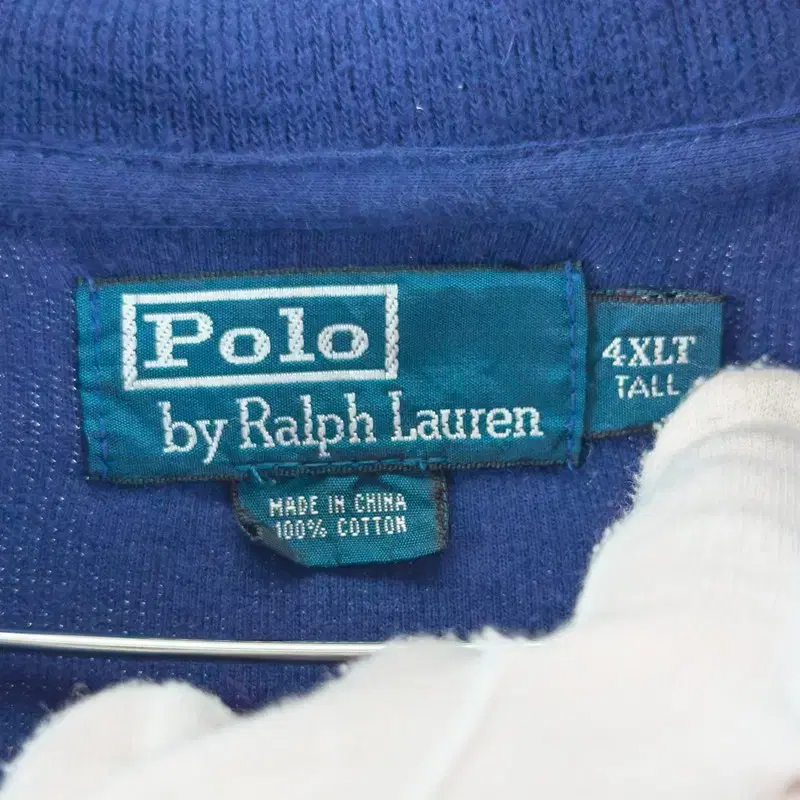 Polo
by Ralph Lauren
4XLT
TALL
MADE IN CHINA
100% COTTON